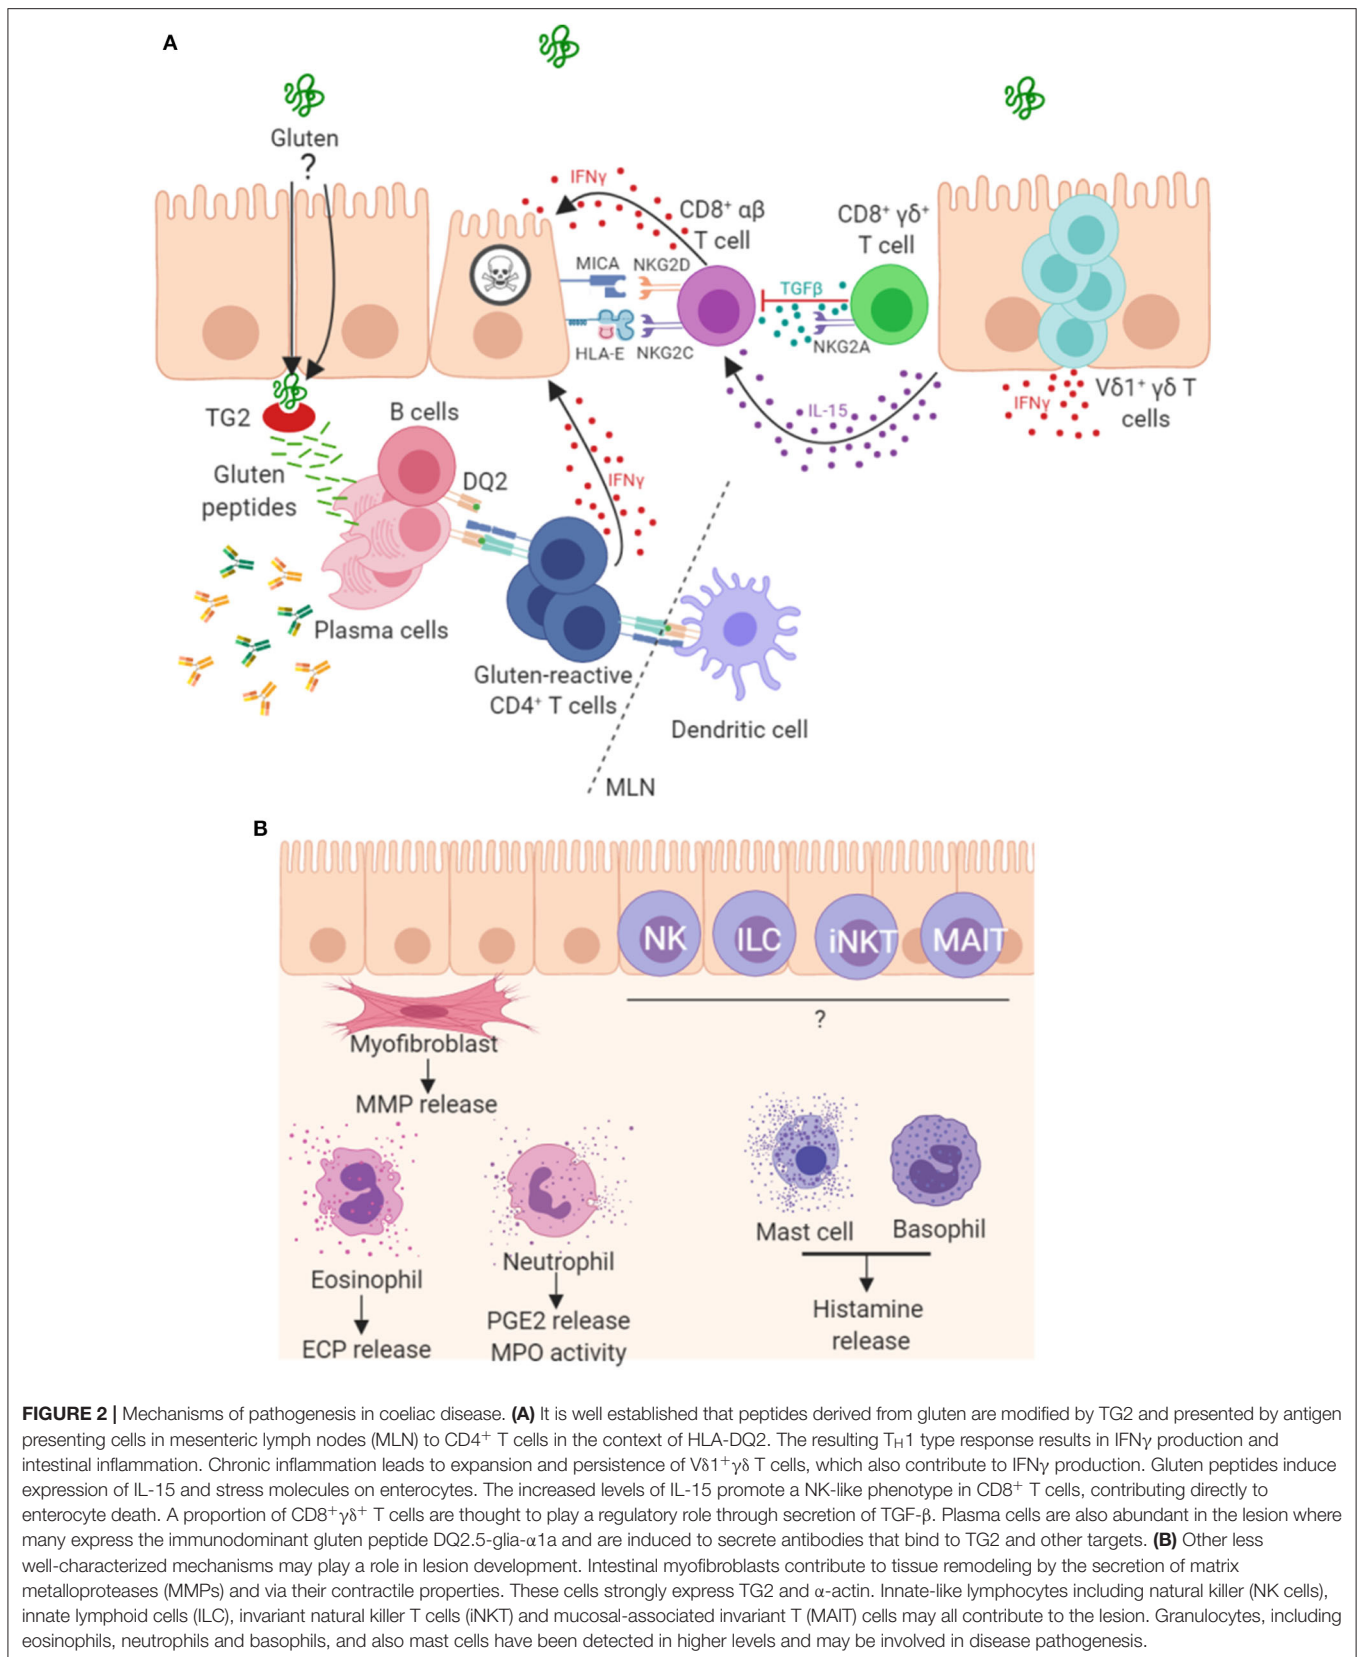 A
Gluten
?
IFNγ
CD8⁺ αβ
T cell
CD8⁺ γδ⁺
T cell
MICA
NKG2D
TGFβ
HLA-E
NKG2C
NKG2A
TG2
B cells
IL-15
IFNγ
Vδ1⁺ γδ T
cells
Gluten
peptides
DQ2
IFNγ
Plasma cells
Gluten-reactive
CD4⁺ T cells
Dendritic cell
MLN
B
NK
ILC
iNKT
MAIT
?
Myofibroblast
MMP release
Mast cell
Basophil
Eosinophil
Neutrophil
ECP release
PGE2 release
MPO activity
Histamine
release
FIGURE 2 | Mechanisms of pathogenesis in coeliac disease. (A) It is well established that peptides derived from gluten are modified by TG2 and presented by antigen
presenting cells in mesenteric lymph nodes (MLN) to CD4⁺ T cells in the context of HLA-DQ2. The resulting T_H1 type response results in IFNγ production and
intestinal inflammation. Chronic inflammation leads to expansion and persistence of Vδ1⁺γδ T cells, which also contribute to IFNγ production. Gluten peptides induce
expression of IL-15 and stress molecules on enterocytes. The increased levels of IL-15 promote a NK-like phenotype in CD8⁺ T cells, contributing directly to
enterocyte death. A proportion of CD8⁺γδ⁺ T cells are thought to play a regulatory role through secretion of TGF-β. Plasma cells are also abundant in the lesion where
many express the immunodominant gluten peptide DQ2.5-glia-α1a and are induced to secrete antibodies that bind to TG2 and other targets. (B) Other less
well-characterized mechanisms may play a role in lesion development. Intestinal myofibroblasts contribute to tissue remodeling by the secretion of matrix
metalloproteases (MMPs) and via their contractile properties. These cells strongly express TG2 and α-actin. Innate-like lymphocytes including natural killer (NK cells),
innate lymphoid cells (ILC), invariant natural killer T cells (iNKT) and mucosal-associated invariant T (MAIT) cells may all contribute to the lesion. Granulocytes, including
eosinophils, neutrophils and basophils, and also mast cells have been detected in higher levels and may be involved in disease pathogenesis.